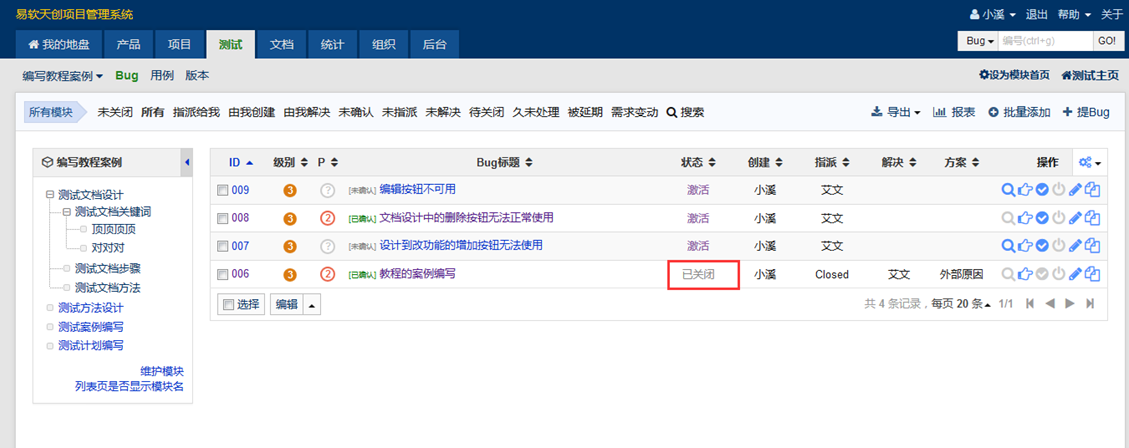 易软天创项目管理系统
小溪 退出 帮助 关于
我的地盘 产品 项目 测试 文档 统计 组织 后台
Bug 编号(ctrl+g) GO!
编写教程案例 Bug 用例 版本
设为模块首页 测试主页
所有模块 未关闭 所有 指派给我 由我创建 由我解决 未确认 未指派 未解决 待关闭 久未处理 被延期 需求变动 搜索 导出 报表 批量添加 提Bug
编写教程案例
测试文档设计
测试文档关键词
顶顶顶顶
对对对
测试文档步骤
测试文档方法
测试方法设计
测试案例编写
测试计划编写
维护模块
列表页是否显示模块名
ID 级别 P Bug标题 状态 创建 指派 解决 方案 操作
009 3 ? [未确认] 编辑按钮不可用 激活 小溪 艾文
008 3 2 [已确认] 文档设计中的删除按钮无法正常使用 激活 小溪 艾文
007 3 ? [未确认] 设计到改功能的增加按钮无法使用 激活 小溪 艾文
006 3 2 [已确认] 教程的案例编写 已关闭 小溪 Closed 艾文 外部原因
选择 编辑 共 4 条记录，每页 20 条 1/1